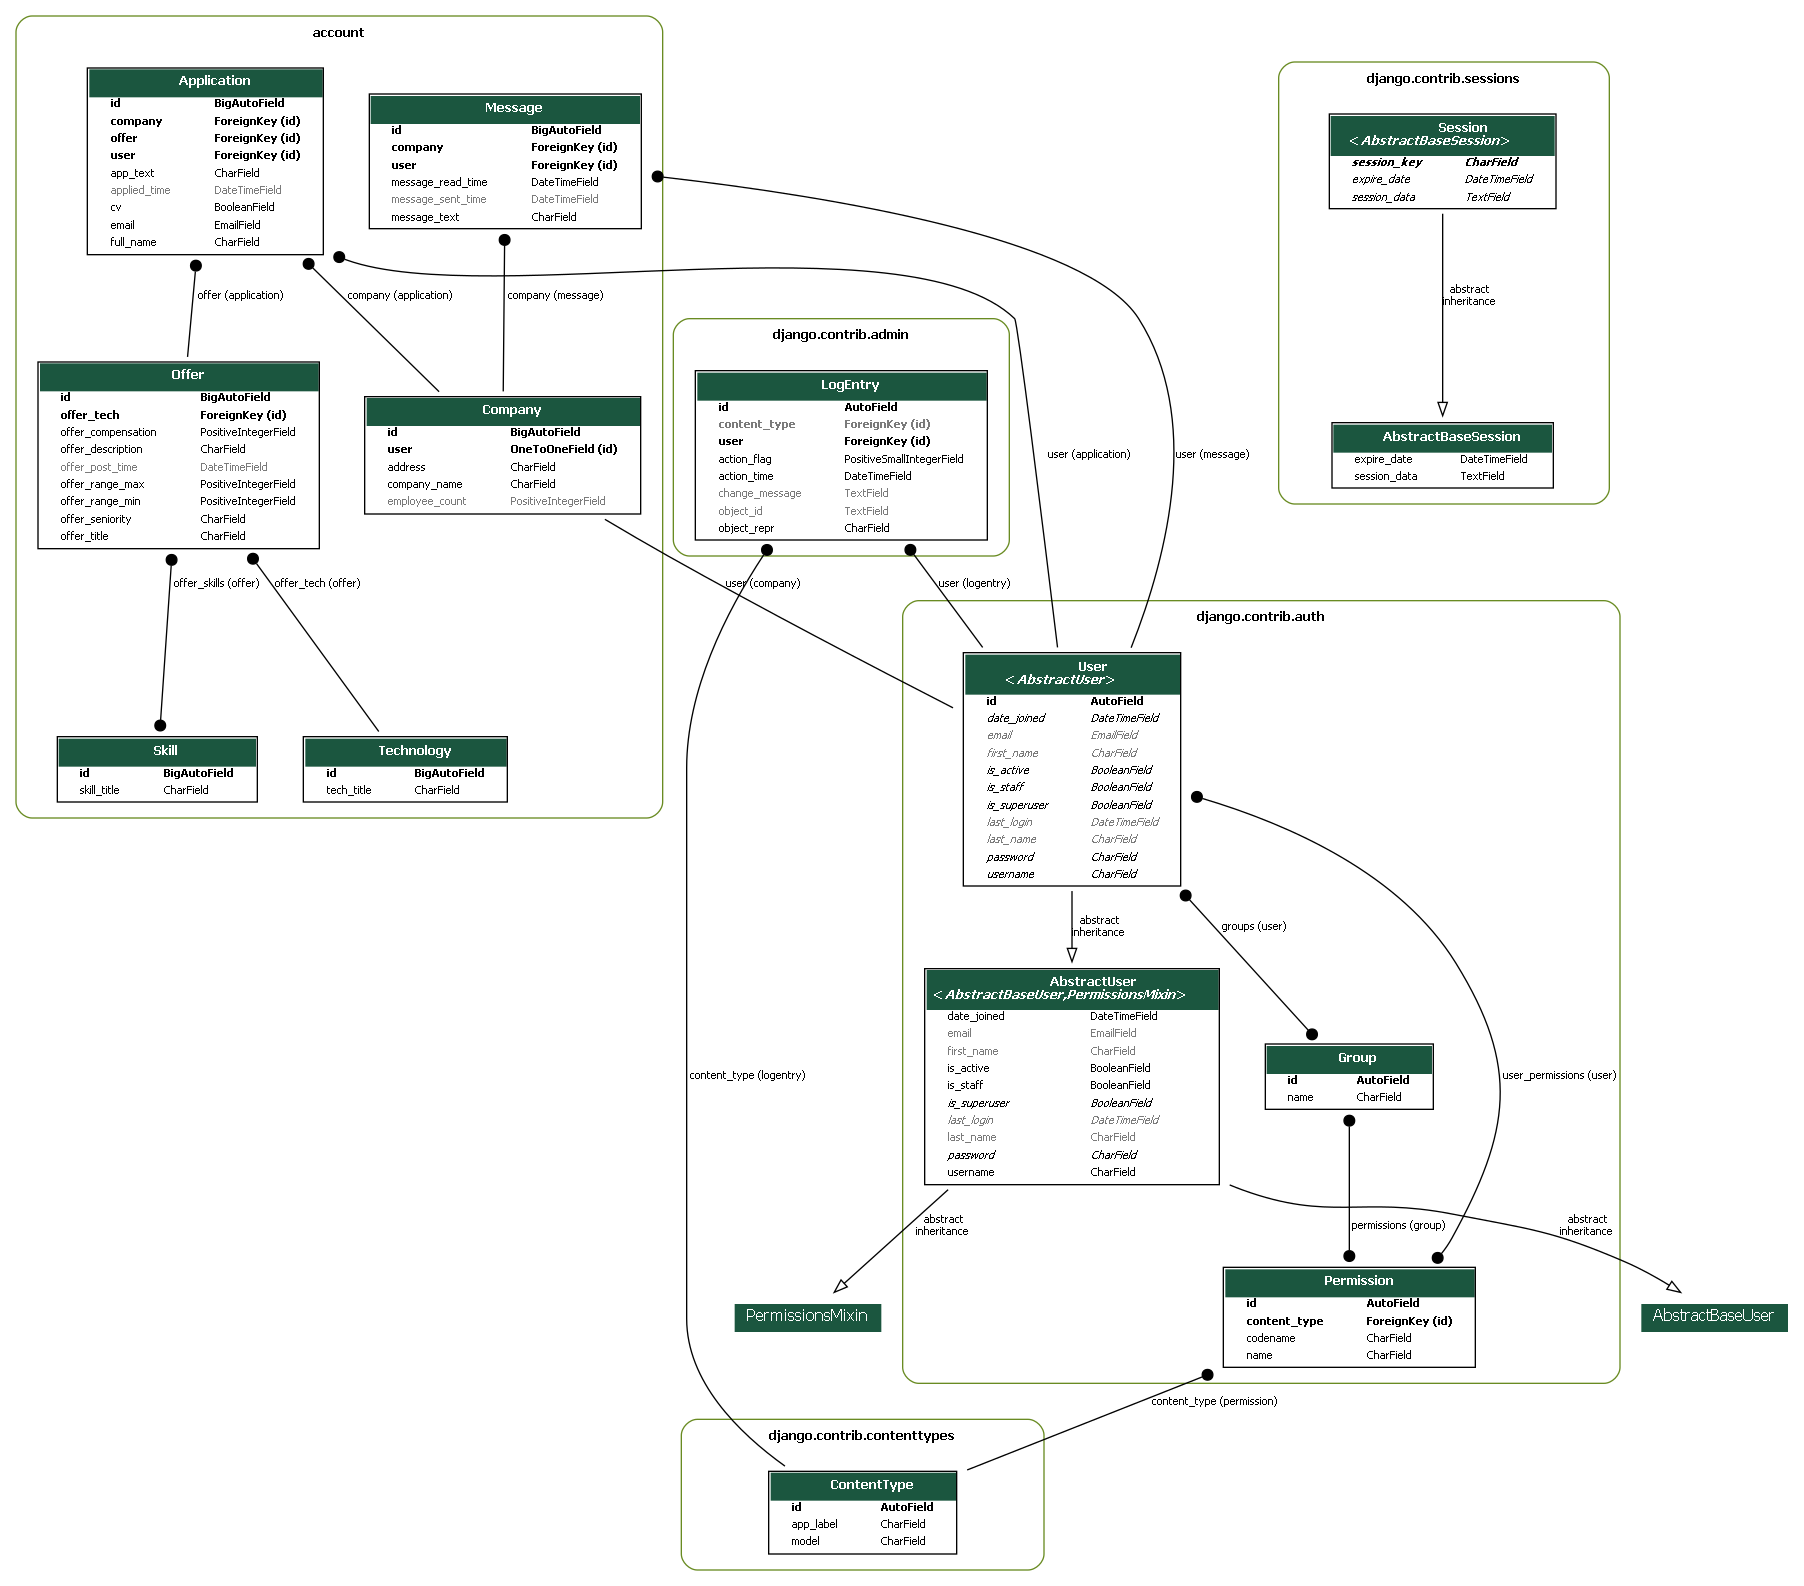 account
Application
id BigAutoField
company ForeignKey (id)
offer ForeignKey (id)
user ForeignKey (id)
app_text CharField
applied_time DateTimeField
cv BooleanField
email EmailField
full_name CharField
Message
id BigAutoField
company ForeignKey (id)
user ForeignKey (id)
message_read_time DateTimeField
message_sent_time DateTimeField
message_text CharField
offer (application)
company (application)
company (message)
Offer
id BigAutoField
offer_tech ForeignKey (id)
offer_compensation PositiveIntegerField
offer_description CharField
offer_post_time DateTimeField
offer_range_max PositiveIntegerField
offer_range_min PositiveIntegerField
offer_seniority CharField
offer_title CharField
Company
id BigAutoField
user OneToOneField (id)
address CharField
company_name CharField
employee_count PositiveIntegerField
offer_skills (offer)
offer_tech (offer)
Skill
id BigAutoField
skill_title CharField
Technology
id BigAutoField
tech_title CharField
django.contrib.admin
LogEntry
id AutoField
content_type ForeignKey (id)
user ForeignKey (id)
action_flag PositiveSmallIntegerField
action_time DateTimeField
change_message TextField
object_id TextField
object_repr CharField
user (application)
user (message)
user (company)
user (logentry)
django.contrib.sessions
Session
< AbstractBaseSession >
session_key CharField
expire_date DateTimeField
session_data TextField
abstract
inheritance
AbstractBaseSession
expire_date DateTimeField
session_data TextField
django.contrib.auth
User
< AbstractUser >
id AutoField
date_joined DateTimeField
email EmailField
first_name CharField
is_active BooleanField
is_staff BooleanField
is_superuser BooleanField
last_login DateTimeField
last_name CharField
password CharField
username CharField
abstract
inheritance
groups (user)
AbstractUser
< AbstractBaseUser,PermissionsMixin >
date_joined DateTimeField
email EmailField
first_name CharField
is_active BooleanField
is_staff BooleanField
is_superuser BooleanField
last_login DateTimeField
last_name CharField
password CharField
username CharField
Group
id AutoField
name CharField
content_type (logentry)
user_permissions (user)
abstract
inheritance
permissions (group)
abstract
inheritance
PermissionsMixin
Permission
id AutoField
content_type ForeignKey (id)
codename CharField
name CharField
AbstractBaseUser
content_type (permission)
django.contrib.contenttypes
ContentType
id AutoField
app_label CharField
model CharField